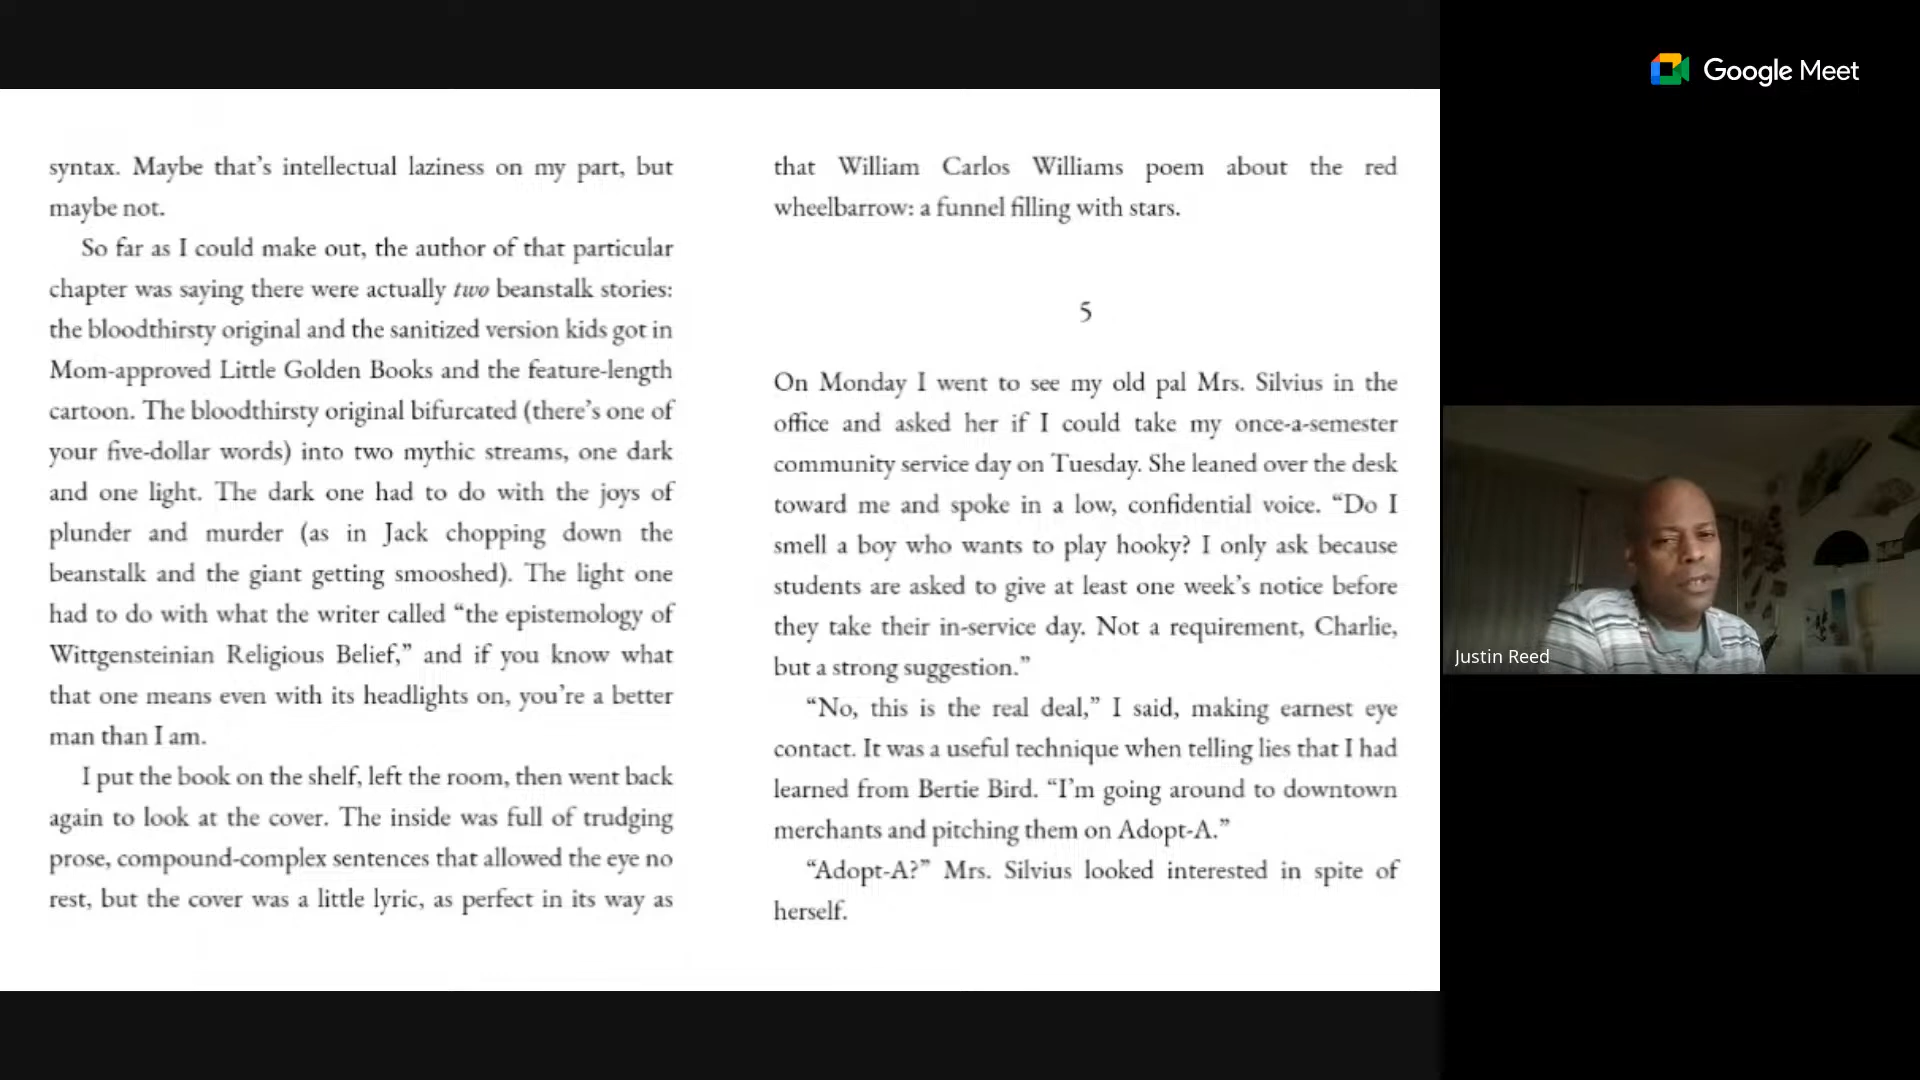 syntax. Maybe that’s intellectual laziness on my part, but
maybe not.
So far as I could make out, the author of that particular
chapter was saying there were actually two beanstalk stories:
the bloodthirsty original and the sanitized version kids got in
Mom-approved Little Golden Books and the feature-length
cartoon. The bloodthirsty original bifurcated (there’s one of
your five-dollar words) into two mythic streams, one dark
and one light. The dark one had to do with the joys of
plunder and murder (as in Jack chopping down the
beanstalk and the giant getting smooshed). The light one
had to do with what the writer called “the epistemology of
Wittgensteinian Religious Belief,” and if you know what
that one means even with its headlights on, you’re a better
man than I am.
I put the book on the shelf, left the room, then went back
again to look at the cover. The inside was full of trudging
prose, compound-complex sentences that allowed the eye no
rest, but the cover was a little lyric, as perfect in its way as
that William Carlos Williams poem about the red
wheelbarrow: a funnel filling with stars.
5
On Monday I went to see my old pal Mrs. Silvius in the
office and asked her if I could take my once-a-semester
community service day on Tuesday. She leaned over the desk
toward me and spoke in a low, confidential voice. “Do I
smell a boy who wants to play hooky? I only ask because
students are asked to give at least one week’s notice before
they take their in-service day. Not a requirement, Charlie,
but a strong suggestion.”
“No, this is the real deal,” I said, making earnest eye
contact. It was a useful technique when telling lies that I had
learned from Bertie Bird. “I’m going around to downtown
merchants and pitching them on Adopt-A.”
“Adopt-A?” Mrs. Silvius looked interested in spite of
herself.
Google Meet
Justin Reed